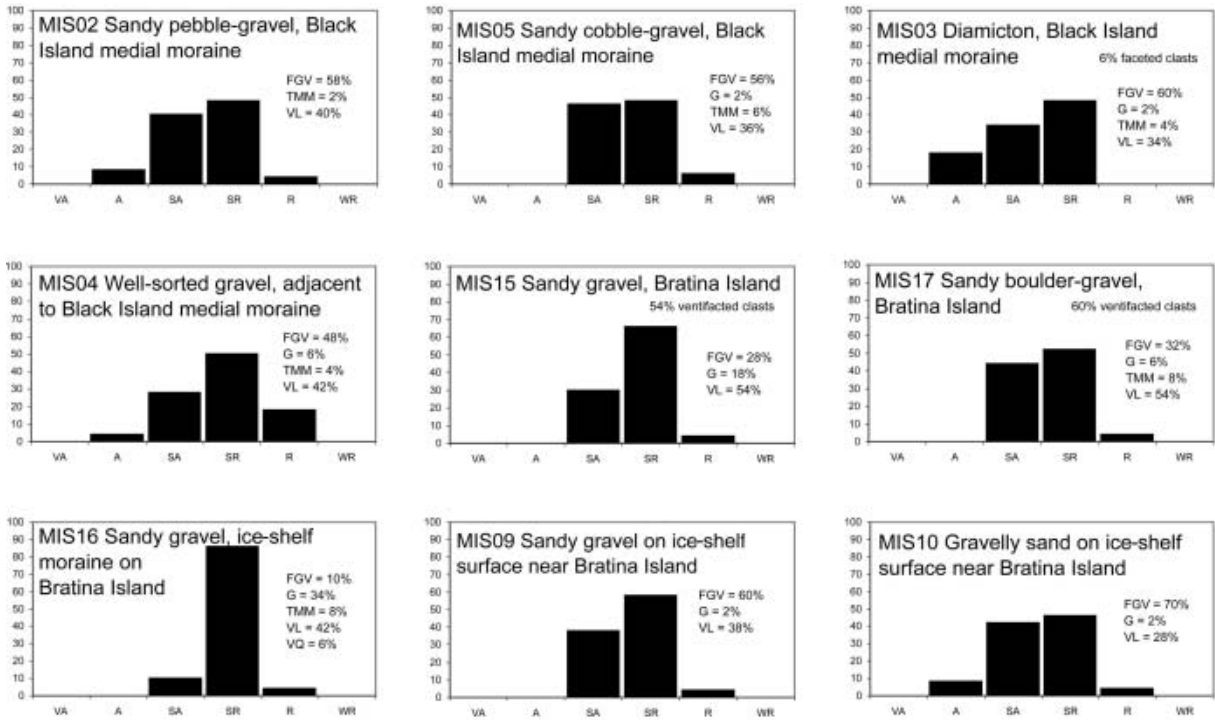 MIS02 Sandy pebble-gravel, Black
Island medial moraine
FGV = 58%
TMM = 2%
VL = 40%
100
90
80
70
60
50
40
30
20
10
0
VA A SA SR R WR
MIS05 Sandy cobble-gravel, Black
Island medial moraine
FGV = 56%
G = 2%
TMM = 6%
VL = 36%
100
90
80
70
60
50
40
30
20
10
0
VA A SA SR R WR
MIS03 Diamicton, Black Island
medial moraine
6% faceted clasts
FGV = 60%
G = 2%
TMM = 4%
VL = 34%
100
90
80
70
60
50
40
30
20
10
0
VA A SA SR R WR
MIS04 Well-sorted gravel, adjacent
to Black Island medial moraine
FGV = 48%
G = 6%
TMM = 4%
VL = 42%
100
90
80
70
60
50
40
30
20
10
0
VA A SA SR R WR
MIS15 Sandy gravel, Bratina Island
54% ventifacted clasts
FGV = 28%
G = 18%
VL = 54%
100
90
80
70
60
50
40
30
20
10
0
VA A SA SR R WR
MIS17 Sandy boulder-gravel,
Bratina Island
60% ventifacted clasts
FGV = 32%
G = 6%
TMM = 8%
VL = 54%
100
90
80
70
60
50
40
30
20
10
0
VA A SA SR R WR
MIS16 Sandy gravel, ice-shelf
moraine on
Bratina Island
FGV = 10%
G = 34%
TMM = 8%
VL = 42%
VQ = 6%
100
90
80
70
60
50
40
30
20
10
0
VA A SA SR R WR
MIS09 Sandy gravel on ice-shelf
surface near Bratina Island
FGV = 60%
G = 2%
VL = 38%
100
90
80
70
60
50
40
30
20
10
0
VA A SA SR R WR
MIS10 Gravelly sand on ice-shelf
surface near Bratina Island
FGV = 70%
G = 2%
VL = 28%
100
90
80
70
60
50
40
30
20
10
0
VA A SA SR R WR